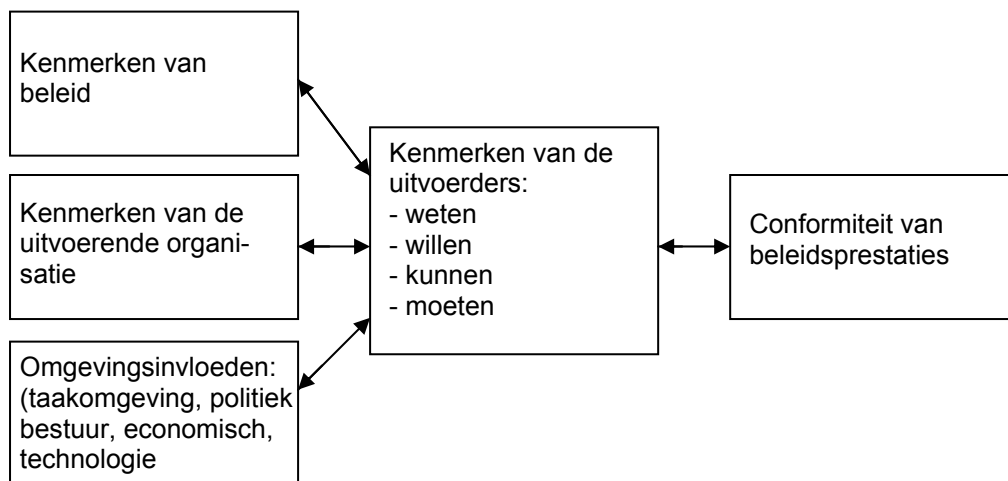 Kenmerken van
beleid
Kenmerken van de
uitvoerende organi-
satie
Omgevingsinvloeden:
(taakomgeving, politiek
bestuur, economisch,
technologie
Kenmerken van de
uitvoerders:
- weten
- willen
- kunnen
- moeten
Conformiteit van
beleidsprestaties